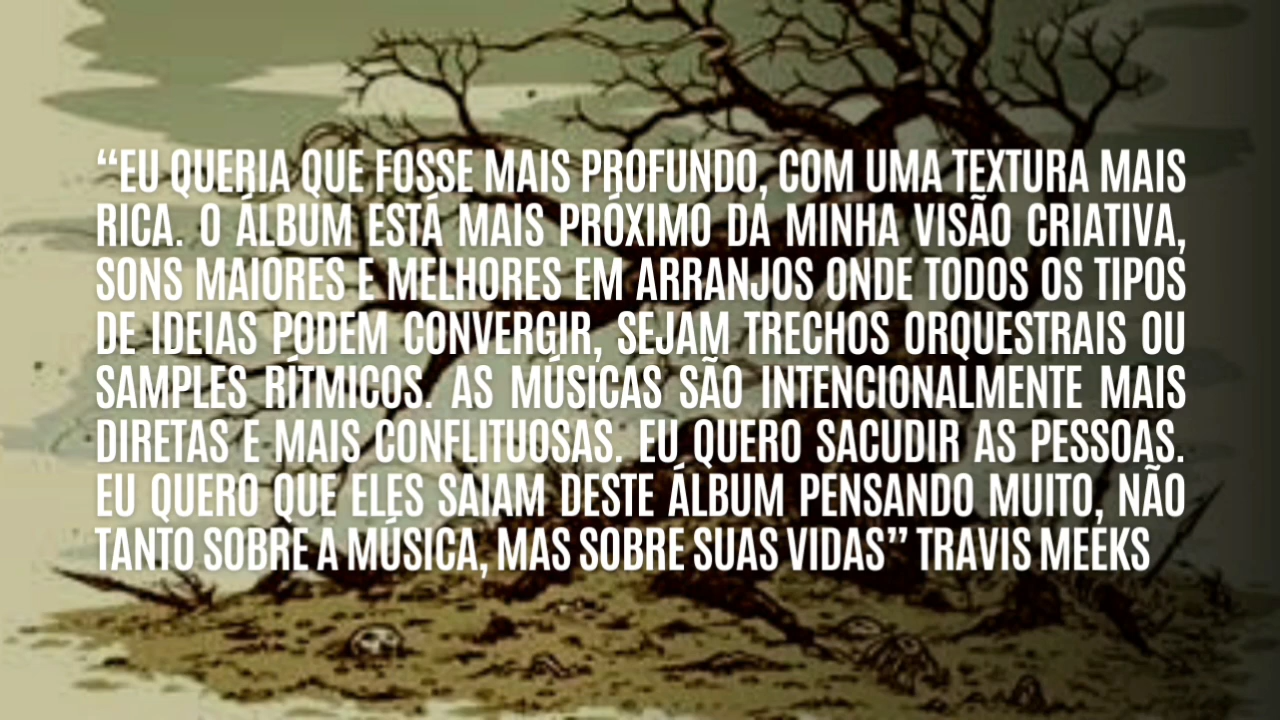 “EU QUERIA QUE FOSSE MAIS PROFUNDO, COM UMA TEXTURA MAIS
RICA. O ÁLBUM ESTÁ MAIS PRÓXIMO DA MINHA VISÃO CRIATIVA,
SONS MAIORES E MELHORES EM ARRANJOS ONDE TODOS OS TIPOS
DE IDEIAS PODEM CONVERGIR, SEJAM TRECHOS ORQUESTRAIS OU
SAMPLES RÍTMICOS. AS MÚSICAS SÃO INTENCIONALMENTE MAIS
DIRETAS E MAIS CONFLITUOSAS. EU QUERO SACUDIR AS PESSOAS.
EU QUERO QUE ELES SAIAM DESTE ÁLBUM PENSANDO MUITO, NÃO
TANTO SOBRE A MÚSICA, MAS SOBRE SUAS VIDAS” TRAVIS MEEKS